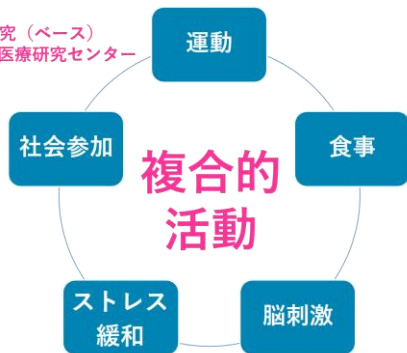 究（ベース）
医療研究センター
運動
社会参加
食事
複合的
活動
ストレス
緩和
脳刺激